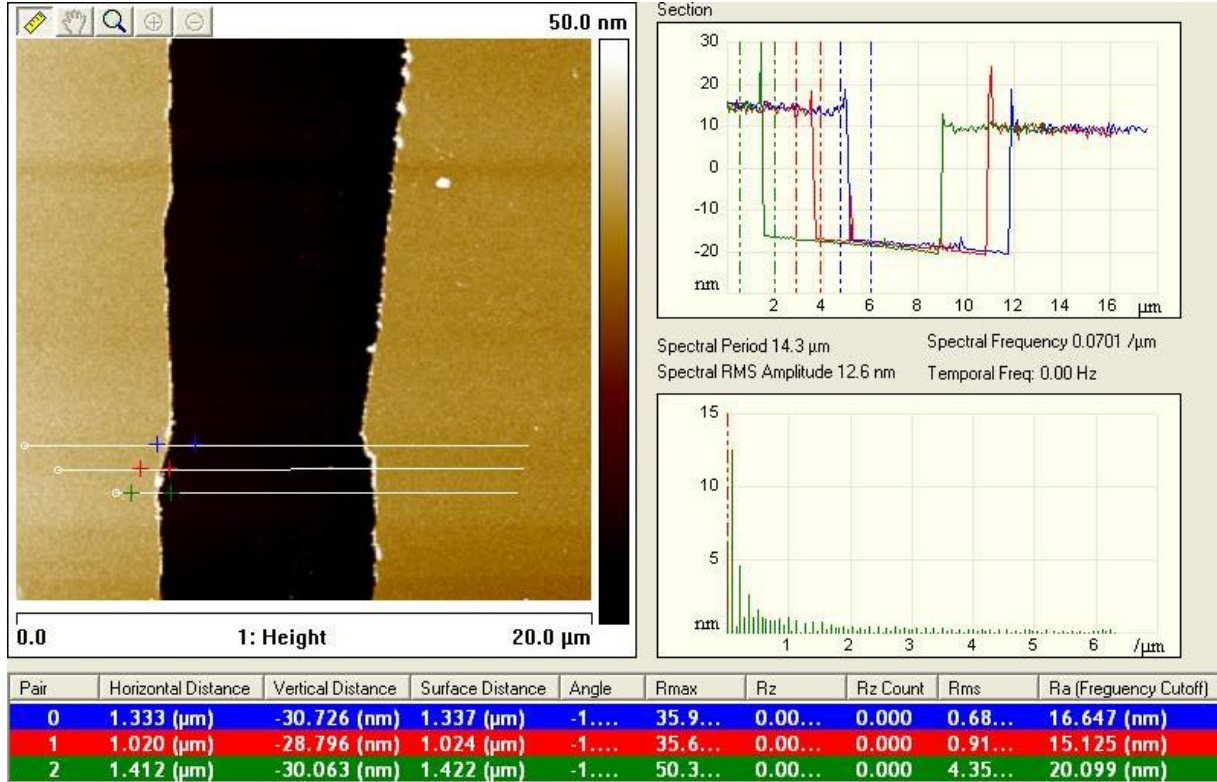 50.0 nm
0.0 1: Height 20.0 µm
Section
30
20
10
0
-10
-20
nm
2 4 6 8 10 12 14 16 µm
Spectral Period 14.3 µm Spectral Frequency 0.0701 /µm
Spectral RMS Amplitude 12.6 nm Temporal Freq: 0.00 Hz
15
10
5
nm
1 2 3 4 5 6 /µm
Pair Horizontal Distance Vertical Distance Surface Distance Angle Rmax Rz Rz Count Rms Ra (Freguency Cutoff)
0 1.333 (µm) -30.726 (nm) 1.337 (µm) -1.... 35.9... 0.00... 0.000 0.68... 16.647 (nm)
1 1.020 (µm) -28.796 (nm) 1.024 (µm) -1.... 35.6... 0.00... 0.000 0.91... 15.125 (nm)
2 1.412 (µm) -30.063 (nm) 1.422 (µm) -1.... 50.3... 0.00... 0.000 4.35... 20.099 (nm)